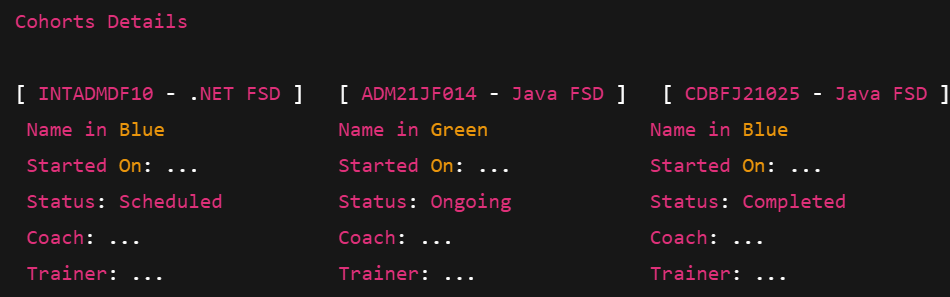 Cohorts Details
[ INTADMDF10 - .NET FSD ] [ ADM21JF014 - Java FSD ] [ CDBFJ21025 - Java FSD ]
Name in Blue Name in Green Name in Blue
Started On: ... Started On: ... Started On: ...
Status: Scheduled Status: Ongoing Status: Completed
Coach: ... Coach: ... Coach: ...
Trainer: ... Trainer: ... Trainer: ...